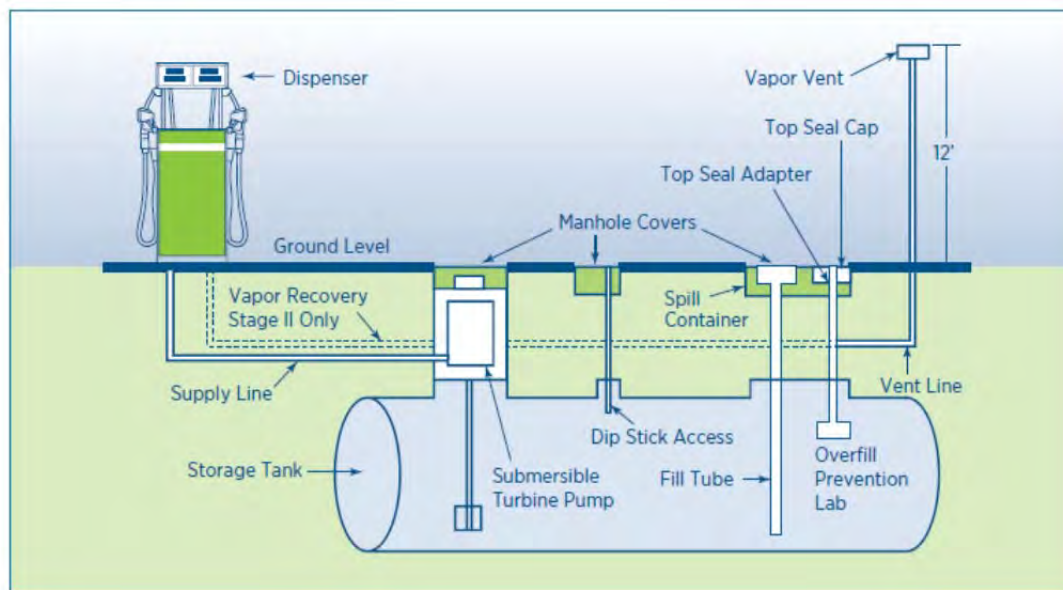 Dispenser
Vapor Vent
Top Seal Cap
12'
Top Seal Adapter
Manhole Covers
Ground Level
Vapor Recovery
Stage II Only
Spill
Container
Supply Line
Vent Line
Dip Stick Access
Storage Tank
Submersible
Turbine Pump
Fill Tube
Overfill
Prevention
Lab